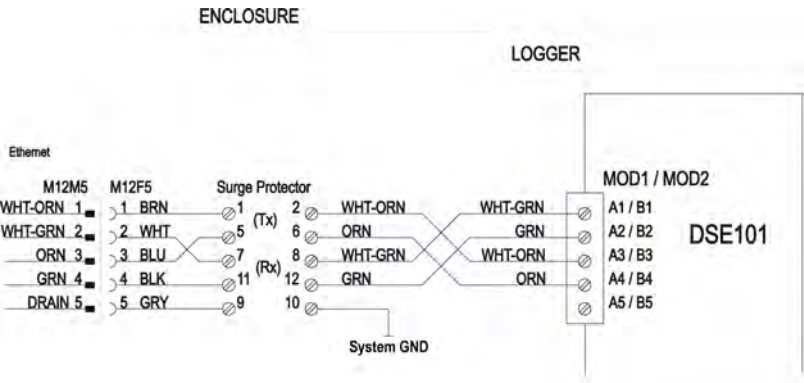 ENCLOSURE
LOGGER
Ethernet
M12M5 M12F5 Surge Protector MOD1 / MOD2
WHT-ORN 1 1 BRN 1 (Tx) 2 WHT-ORN WHT-GRN A1 / B1
WHT-GRN 2 2 WHT 5 6 ORN GRN A2 / B2 DSE101
ORN 3 3 BLU 7 (Rx) 8 WHT-GRN WHT-ORN A3 / B3
GRN 4 4 BLK 11 12 GRN ORN A4 / B4
DRAIN 5 5 GRY 9 10 A5 / B5
System GND